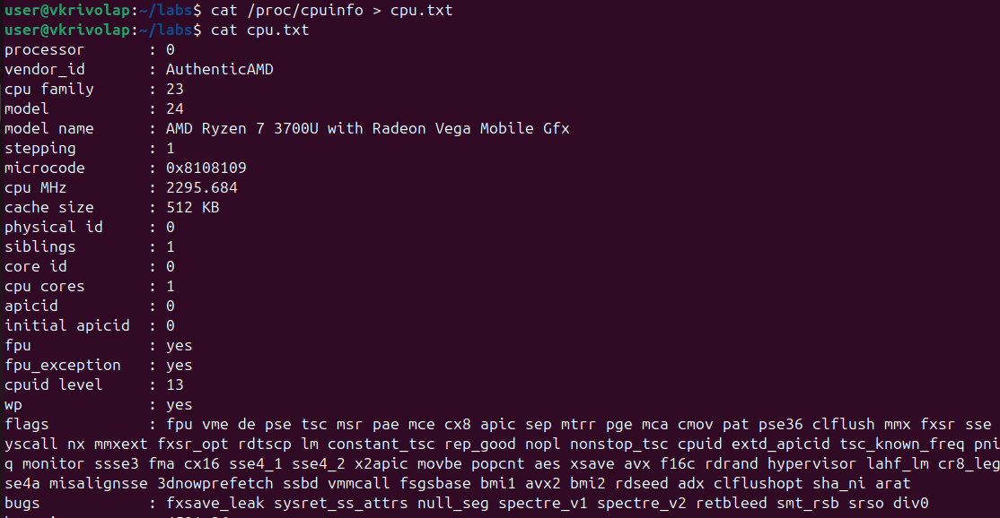 user@vkrivolap:~/labs$ cat /proc/cpuinfo > cpu.txt
user@vkrivolap:~/labs$ cat cpu.txt
processor : 0
vendor_id : AuthenticAMD
cpu family : 23
model : 24
model name : AMD Ryzen 7 3700U with Radeon Vega Mobile Gfx
stepping : 1
microcode : 0x8108109
cpu MHz : 2295.684
cache size : 512 KB
physical id : 0
siblings : 1
core id : 0
cpu cores : 1
apicid : 0
initial apicid : 0
fpu : yes
fpu_exception : yes
cpuid level : 13
wp : yes
flags : fpu vme de pse tsc msr pae mce cx8 apic sep mtrr pge mca cmov pat pse36 clflush mmx fxsr sse
yscall nx mmxext fxsr_opt rdtscp lm constant_tsc rep_good nopl nonstop_tsc cpuid extd_apicid tsc_known_freq pni
q monitor ssse3 fma cx16 sse4_1 sse4_2 x2apic movbe popcnt aes xsave avx f16c rdrand hypervisor lahf_lm cr8_leg
se4a misalignsse 3dnowprefetch ssbd vmmcall fsgsbase bmi1 avx2 bmi2 rdseed adx clflushopt sha_ni arat
bugs : fxsave_leak sysret_ss_attrs null_seg spectre_v1 spectre_v2 retbleed smt_rsb srso div0